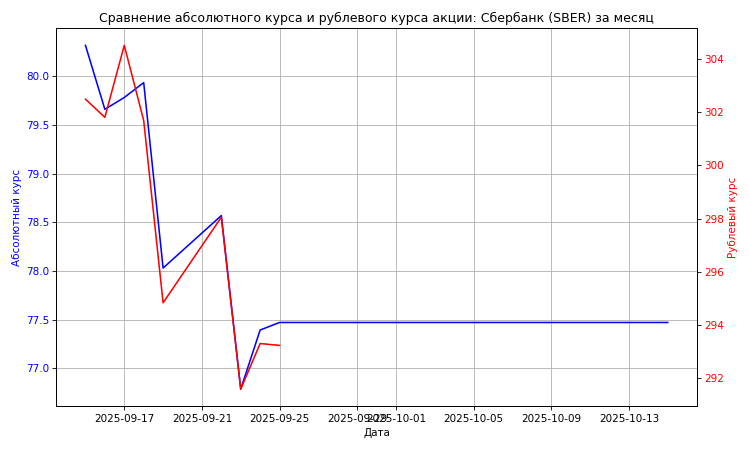 Сравнение абсолютного курса и рублевого курса акции: Сбербанк (SBER) за месяц
80.0
79.5
79.0
78.5
78.0
77.5
77.0
Абсолютный курс
304
302
300
298
296
294
292
Рублевый курс
2025-09-17 2025-09-21 2025-09-25 2025-09-29 2025-10-01 2025-10-05 2025-10-09 2025-10-13
Дата